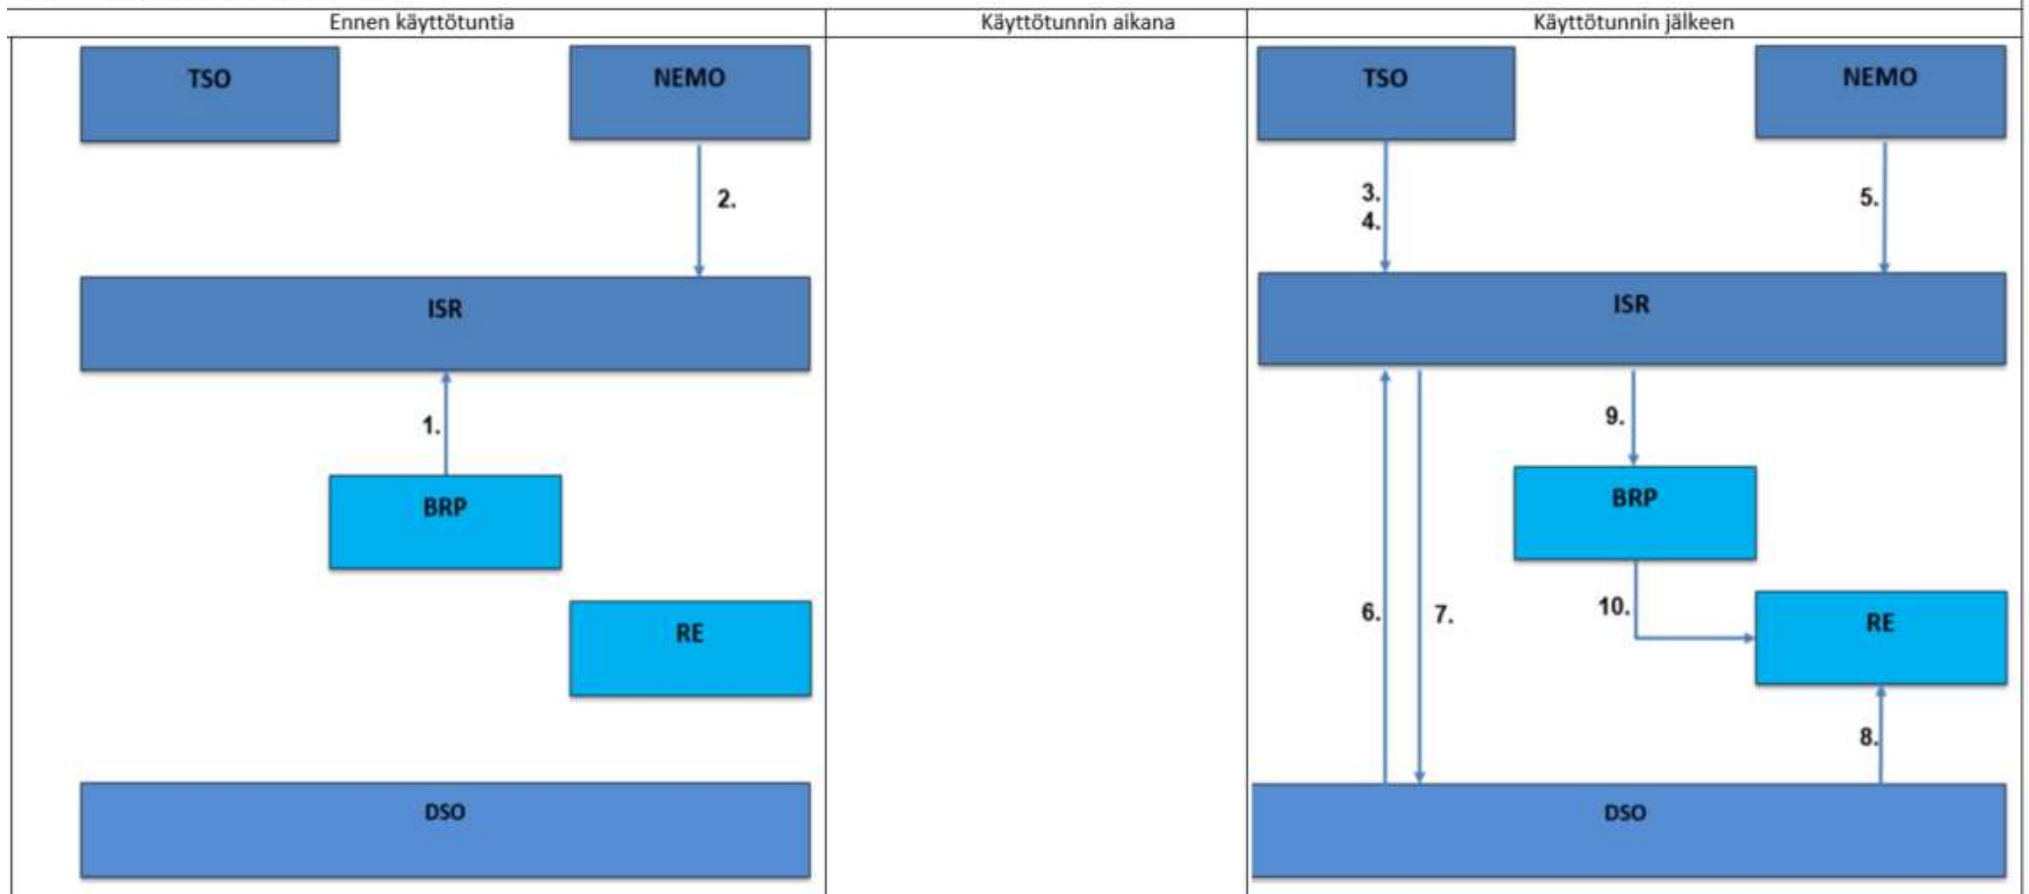 Ennen käyttötuntia
Käyttötunnin aikana
Käyttötunnin jälkeen
TSO
NEMO
2.
ISR
1.
BRP
RE
DSO
TSO
NEMO
3.
4.
5.
ISR
9.
BRP
6.
7.
10.
RE
8.
DSO